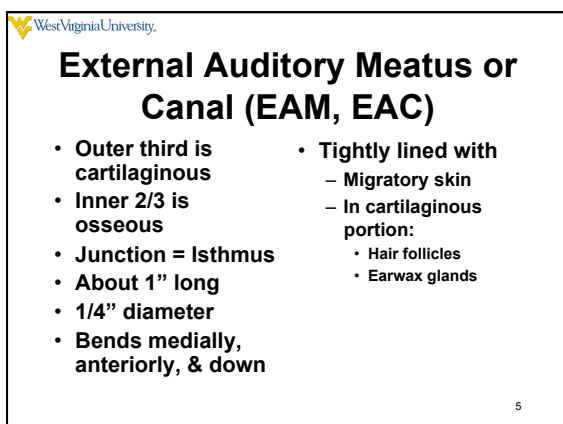 WestVirginiaUniversity,
External Auditory Meatus or
Canal (EAM, EAC)
• Outer third is
cartilaginous
• Inner 2/3 is
osseous
• Junction = Isthmus
• About 1” long
• 1/4” diameter
• Bends medially,
anteriorly, & down
• Tightly lined with
– Migratory skin
– In cartilaginous
portion:
• Hair follicles
• Earwax glands
5